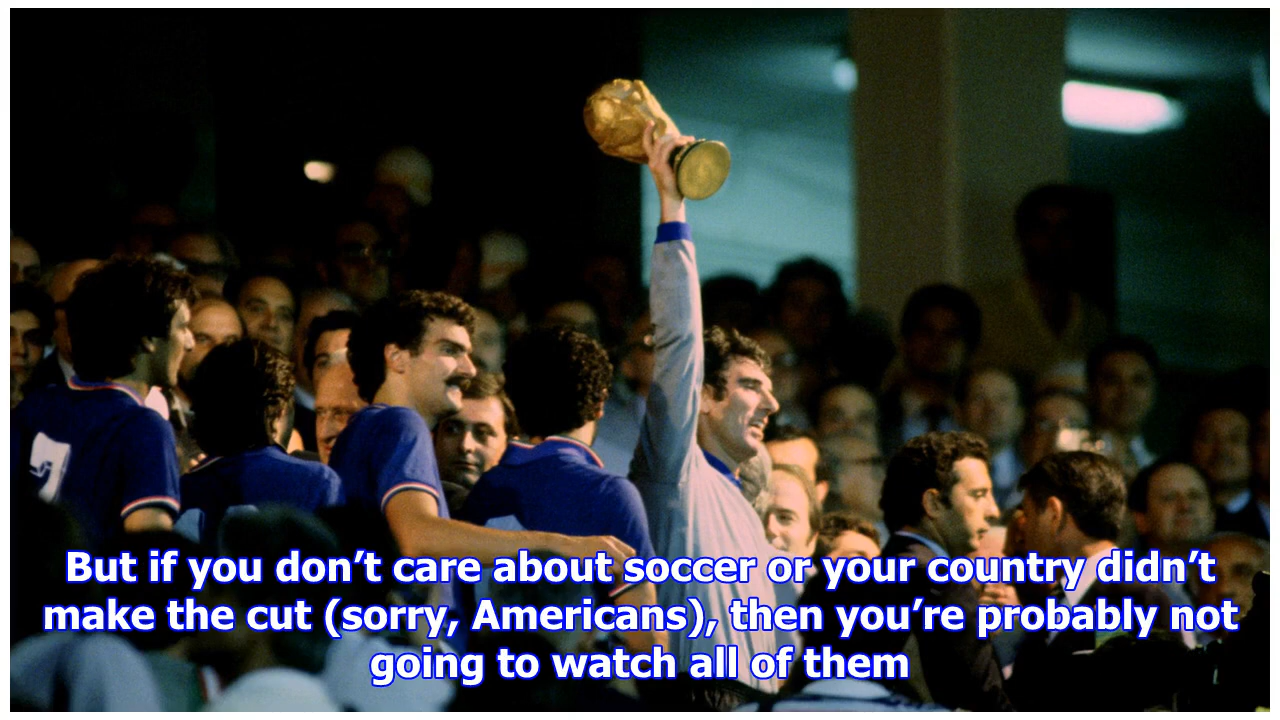 7
But if you don’t care about soccer or your country didn’t
make the cut (sorry, Americans), then you’re probably not
going to watch all of them